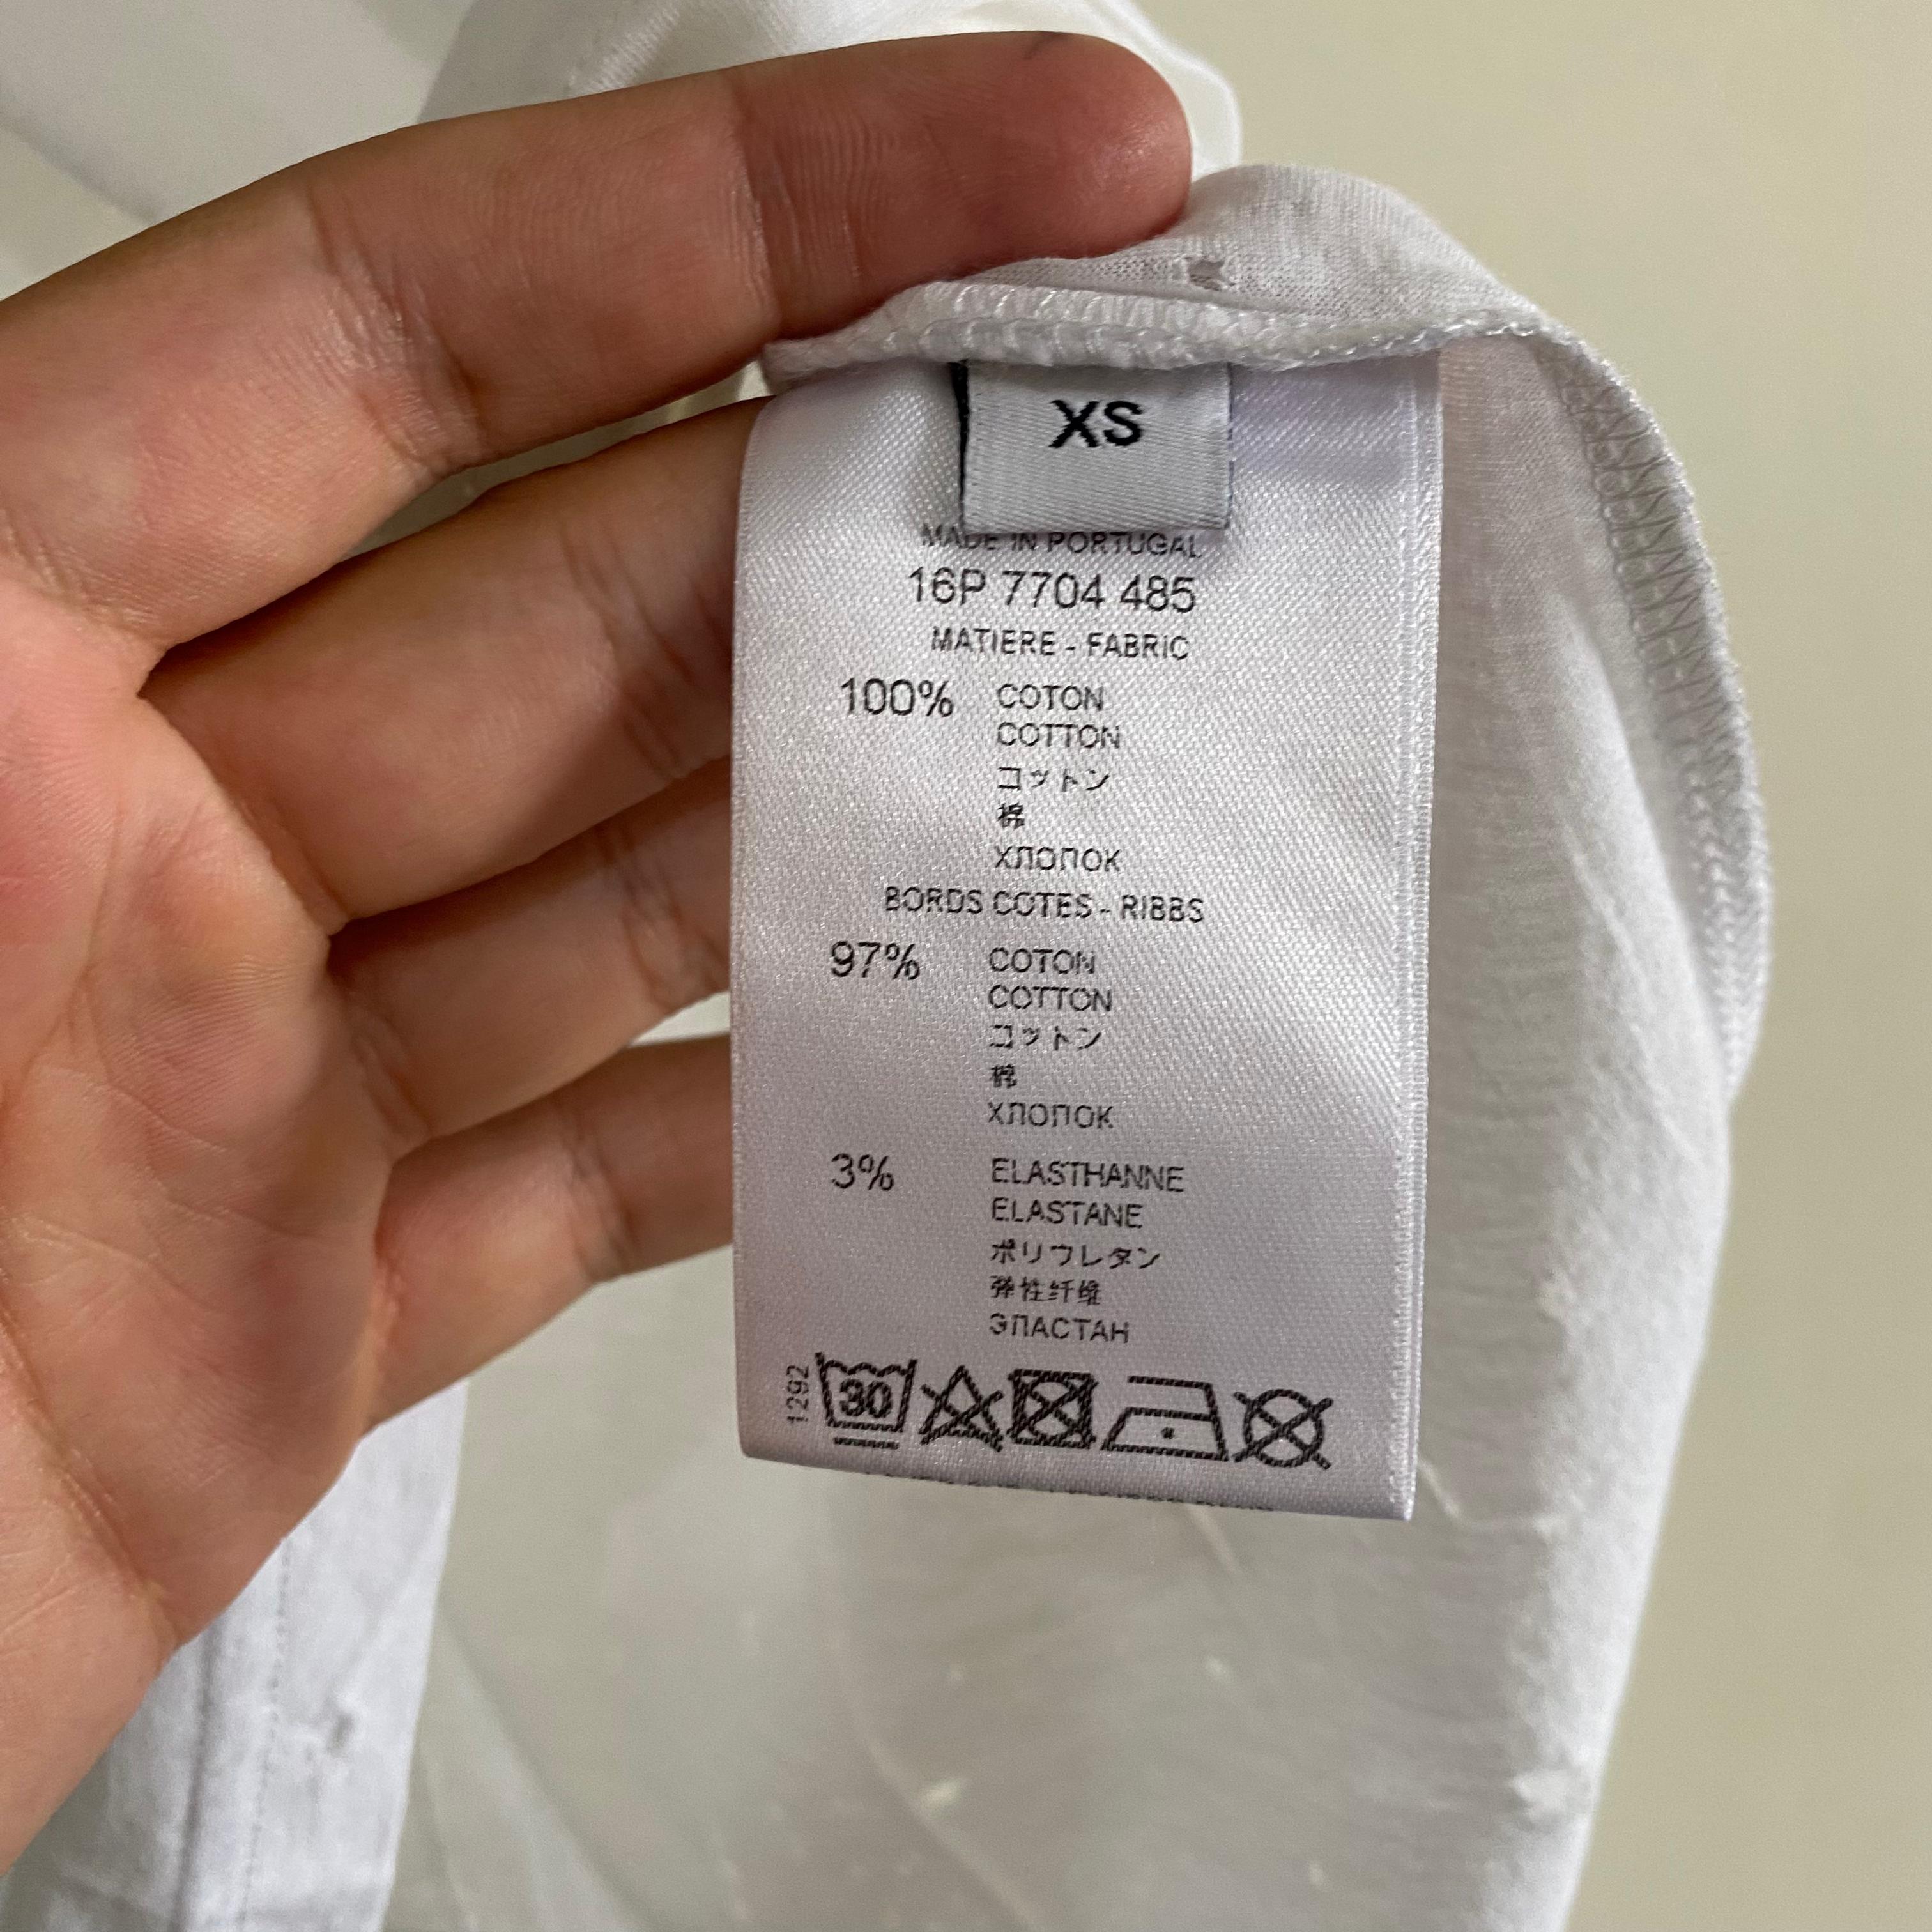 XS
MADE IN PORTUGAL
16P 7704 485
MATIERE - FABRIC
100% COTON
COTTON
コットン
棉
ХЛОПОК
BORDS COTES - RIBBS
97% COTON
COTTON
コットン
棉
ХЛОПОК
3% ELASTHANNE
ELASTANE
ポリウレタン
弹性纤维
ЭЛАСТАН
1292
30